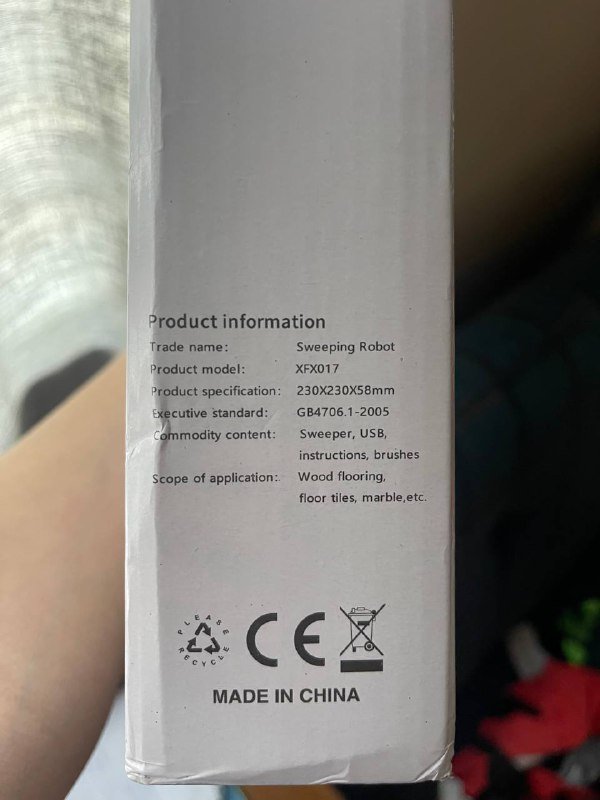 Product information
Trade name: Sweeping Robot
Product model: XFX017
Product specification: 230X230X58mm
Executive standard: GB4706.1-2005
Commodity content: Sweeper, USB,
instructions, brushes
Scope of application: Wood flooring,
floor tiles, marble,etc.
PLEASE RECYCLE
CE
MADE IN CHINA